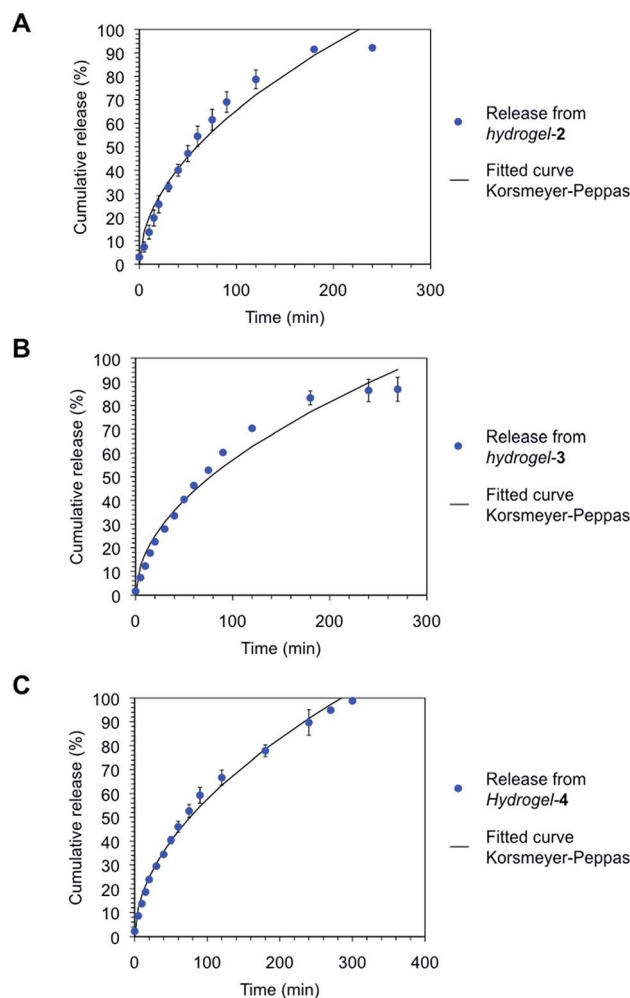 A
Cumulative release (%)
100
90
80
70
60
50
40
30
20
10
0
0 100 200 300
Time (min)
Release from
hydrogel-2
Fitted curve
Korsmeyer-Peppas
B
Cumulative release (%)
100
90
80
70
60
50
40
30
20
10
0
0 100 200 300
Time (min)
Release from
hydrogel-3
Fitted curve
Korsmeyer-Peppas
C
Cumulative release (%)
100
90
80
70
60
50
40
30
20
10
0
0 100 200 300 400
Time (min)
Release from
Hydrogel-4
Fitted curve
Korsmeyer-Peppas